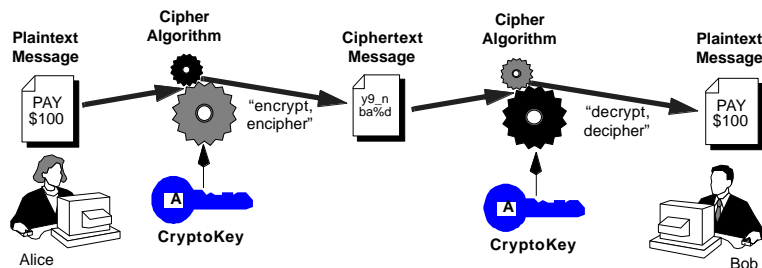 Plaintext
Message
PAY
$100
Alice
Cipher
Algorithm
“encrypt,
encipher”
A
CryptoKey
Ciphertext
Message
y9_n
ba%d
Cipher
Algorithm
“decrypt,
decipher”
A
CryptoKey
Plaintext
Message
PAY
$100
Bob